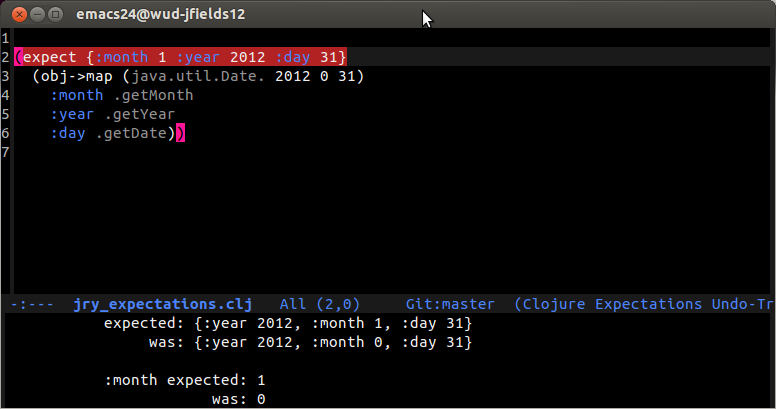 emacs24@wud-jfields12
1
2 (expect {:month 1 :year 2012 :day 31}
3 (obj->map (java.util.Date. 2012 0 31)
4 :month .getMonth
5 :year .getYear
6 :day .getDate))
7
-:--- jry_expectations.clj All (2,0) Git:master (Clojure Expectations Undo-Tr
expected: {:year 2012, :month 1, :day 31}
was: {:year 2012, :month 0, :day 31}
:month expected: 1
was: 0